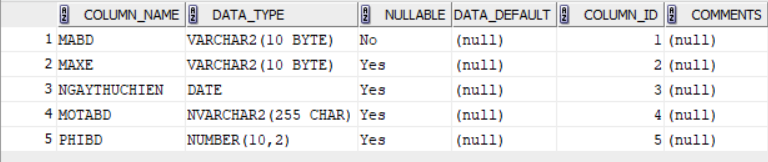 COLUMN_NAME DATA_TYPE NULLABLE DATA_DEFAULT COLUMN_ID COMMENTS
1 MABD VARCHAR2(10 BYTE) No (null) 1 (null)
2 MAXE VARCHAR2(10 BYTE) Yes (null) 2 (null)
3 NGAYTHUCHIEN DATE Yes (null) 3 (null)
4 MOTABD NVARCHAR2(255 CHAR) Yes (null) 4 (null)
5 PHIBD NUMBER(10,2) Yes (null) 5 (null)